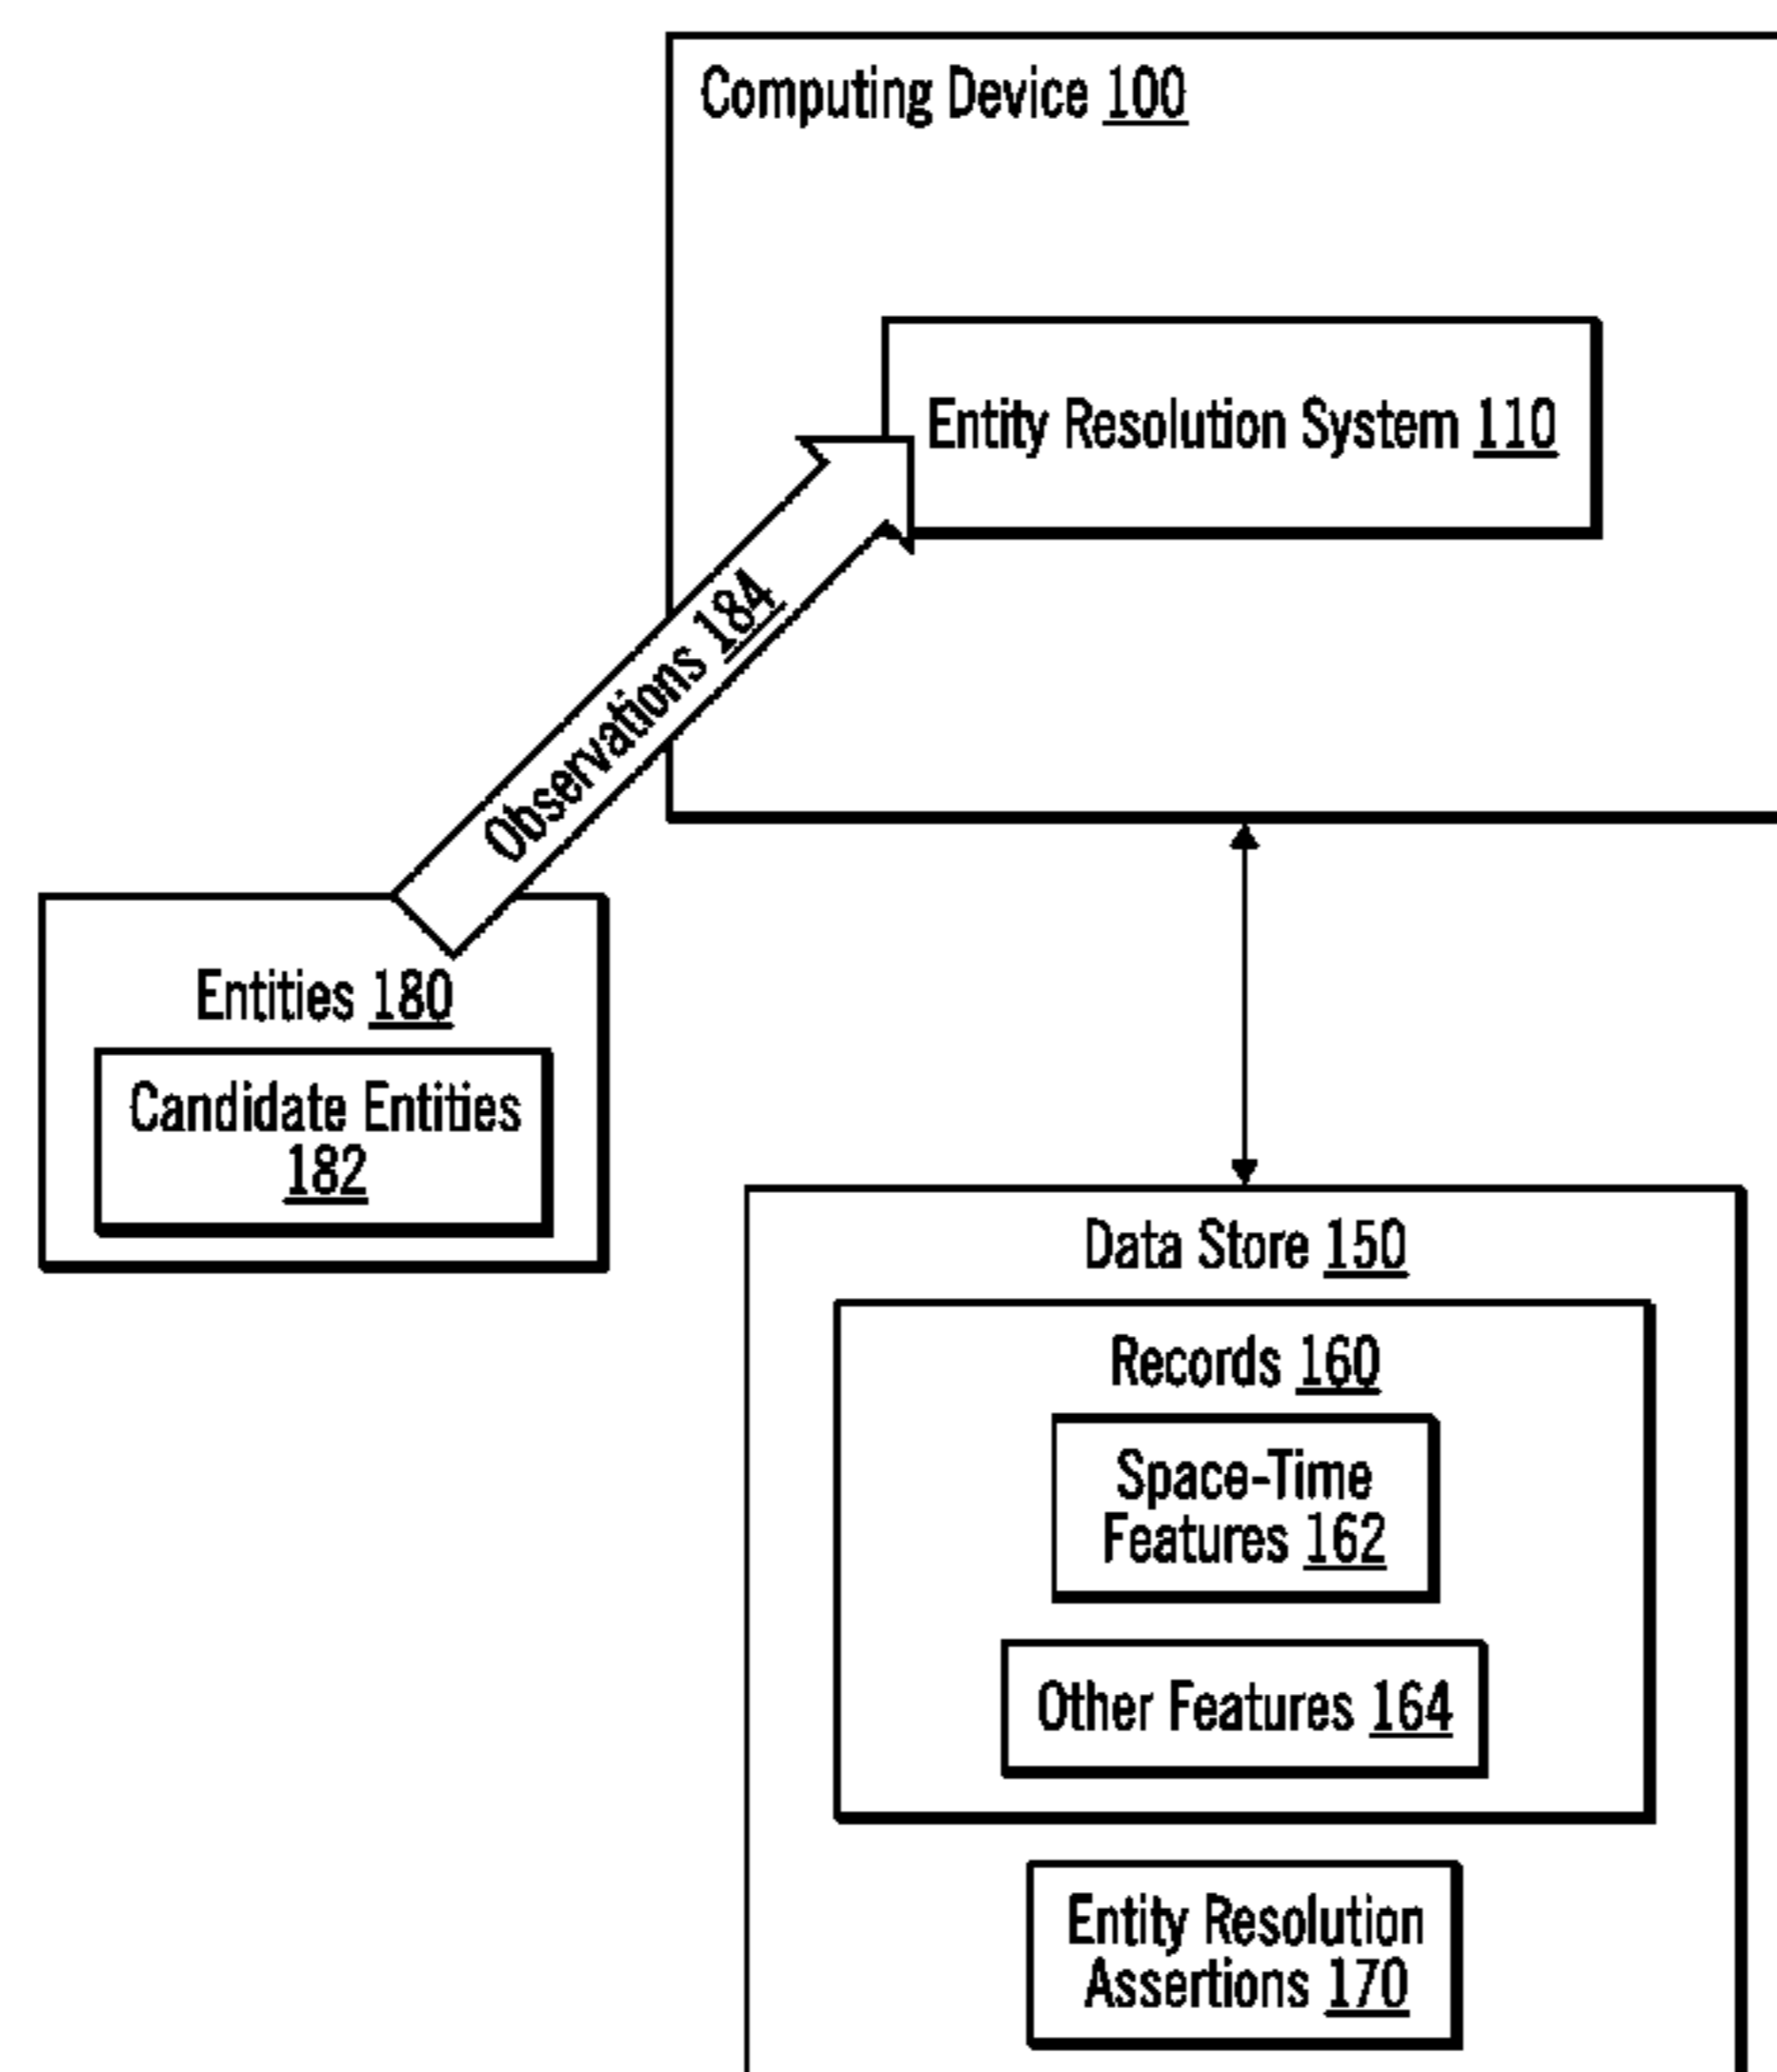 Computing Device 100
Entity Resolution System 110
Observations 184
Entities 180
Candidate Entities
182
Data Store 150
Records 160
Space-Time
Features 162
Other Features 164
Entity Resolution
Assertions 170